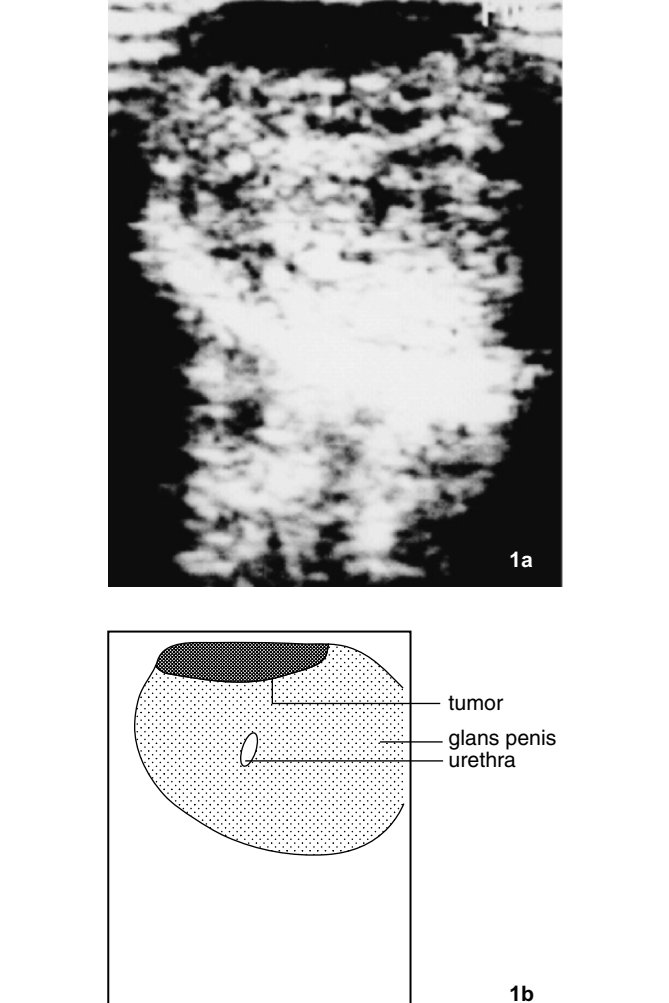 1a
tumor
glans penis
urethra
1b